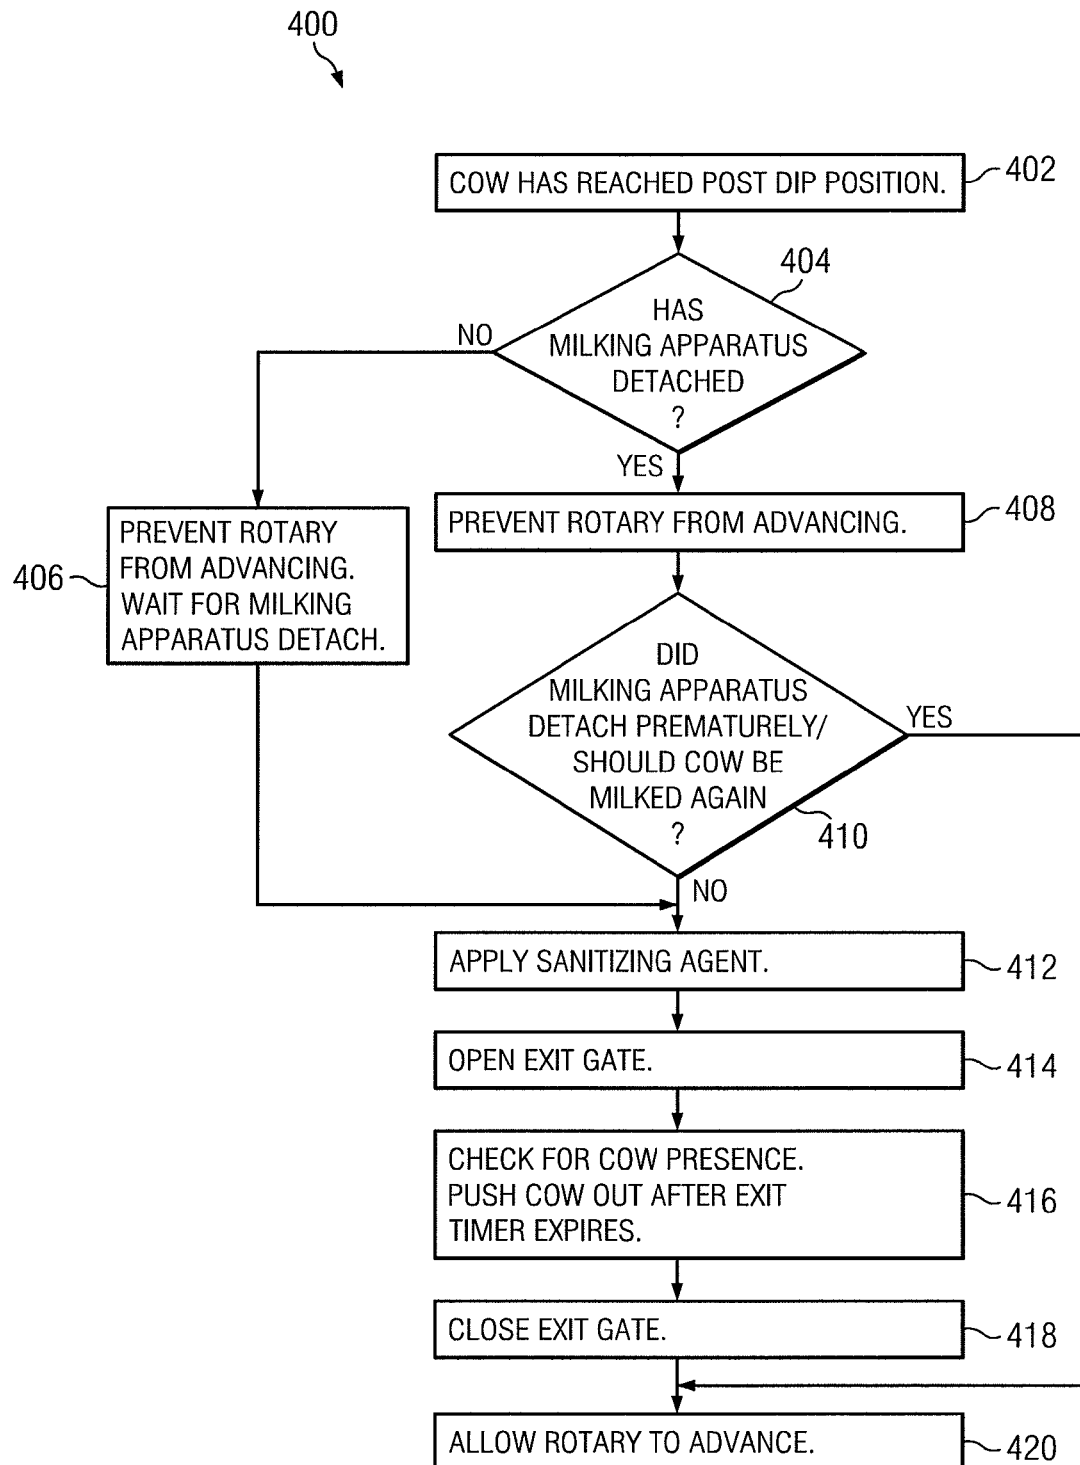 400
COW HAS REACHED POST DIP POSITION.
402
404
HAS
MILKING APPARATUS
DETACHED
?
NO
YES
PREVENT ROTARY
FROM ADVANCING.
WAIT FOR MILKING
APPARATUS DETACH.
406
PREVENT ROTARY FROM ADVANCING.
408
DID
MILKING APPARATUS
DETACH PREMATURELY/
SHOULD COW BE
MILKED AGAIN
?
YES
410
NO
APPLY SANITIZING AGENT.
412
OPEN EXIT GATE.
414
CHECK FOR COW PRESENCE.
PUSH COW OUT AFTER EXIT
TIMER EXPIRES.
416
CLOSE EXIT GATE.
418
ALLOW ROTARY TO ADVANCE.
420